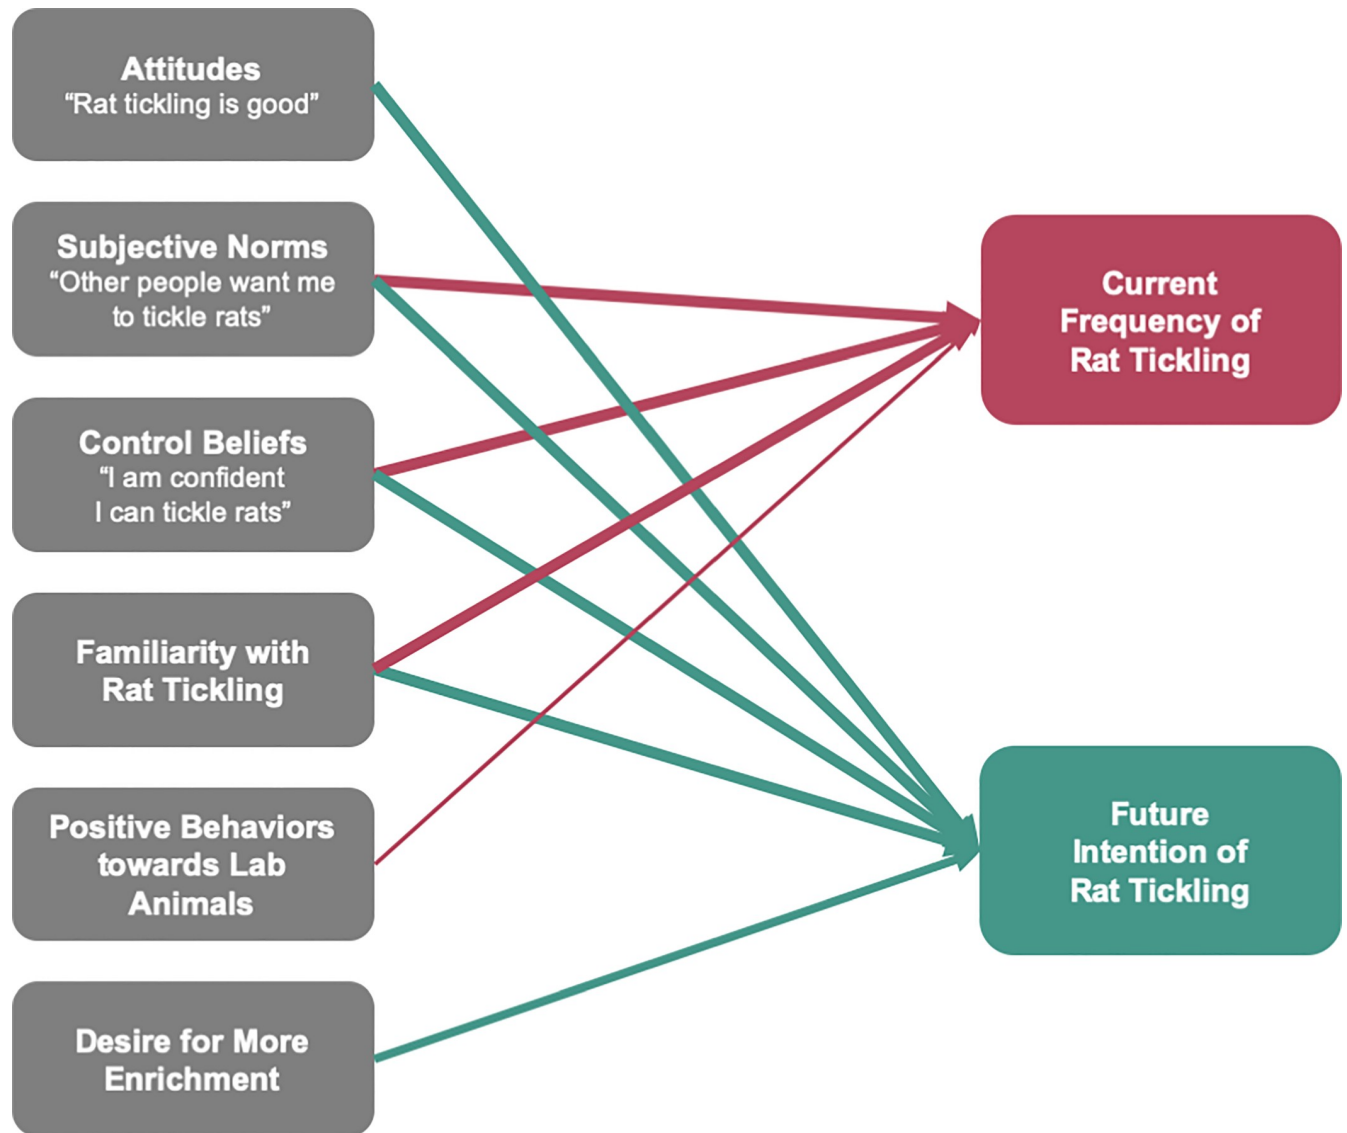 Attitudes
“Rat tickling is good”
Subjective Norms
“Other people want me
to tickle rats”
Control Beliefs
“I am confident
I can tickle rats”
Familiarity with
Rat Tickling
Positive Behaviors
towards Lab
Animals
Desire for More
Enrichment
Current
Frequency of
Rat Tickling
Future
Intention of
Rat Tickling